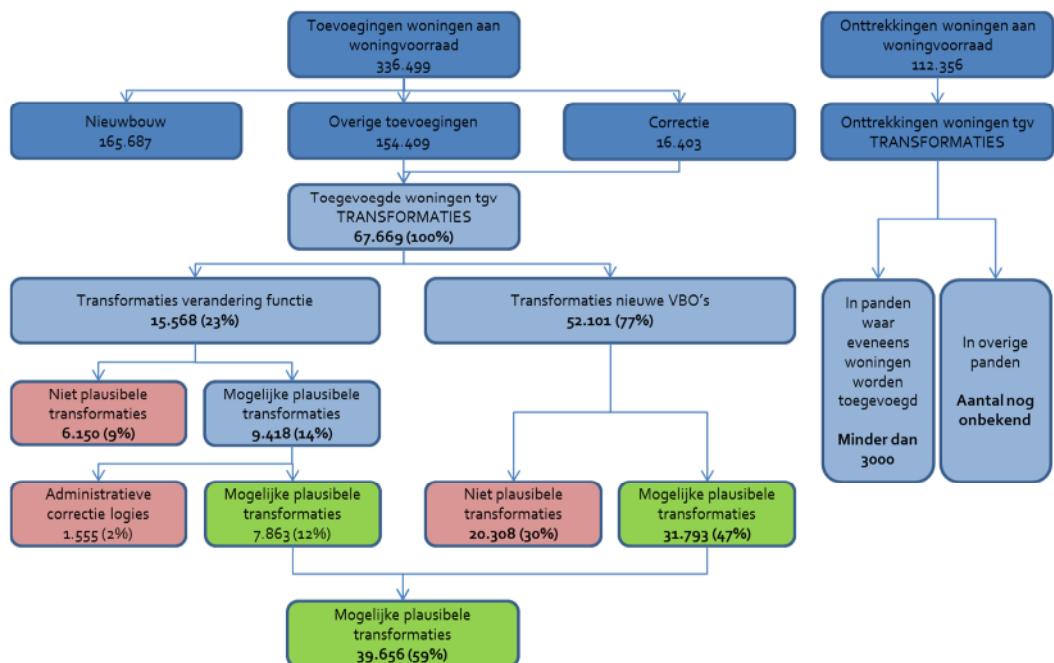 Toevoegingen woningen aan
woningvoorraad
336.499
Onttrekkingen woningen aan
woningvoorraad
112.356
Nieuwbouw
165.687
Overige toevoegingen
154.409
Correctie
16.403
Onttrekkingen woningen tgv
TRANSFORMATIES
Toegevoegde woningen tgv
TRANSFORMATIES
67.669 (100%)
Transformaties verandering functie
15.568 (23%)
Transformaties nieuwe VBO's
52.101 (77%)
In panden
waar
eveneens
woningen
worden
toegevoegd
Minder dan
3000
In overige
panden
Aantal nog
onbekend
Niet plausibele
transformaties
6.150 (9%)
Mogelijke plausibele
transformaties
9.418 (14%)
Administratieve
correctie logies
1.555 (2%)
Mogelijke plausibele
transformaties
7.863 (12%)
Niet plausibele
transformaties
20.308 (30%)
Mogelijke plausibele
transformaties
31.793 (47%)
Mogelijke plausibele
transformaties
39.656 (59%)